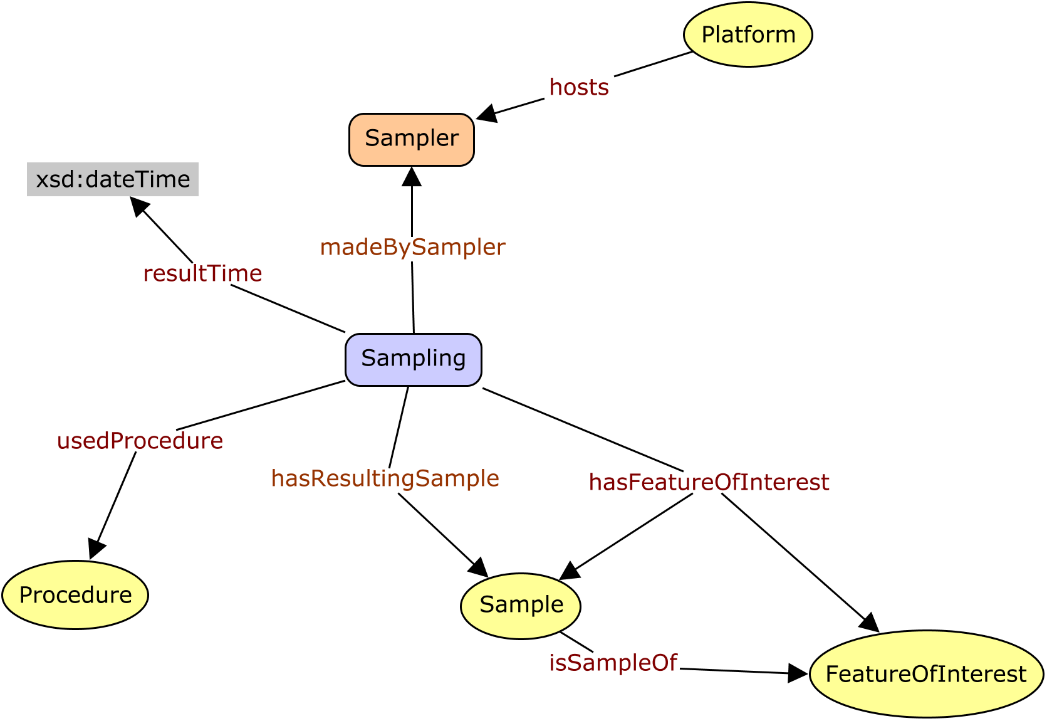 Platform
hosts
Sampler
xsd:dateTime
madeBySampler
resultTime
Sampling
usedProcedure
hasResultingSample
hasFeatureOfInterest
Procedure
Sample
isSampleOf
FeatureOfInterest